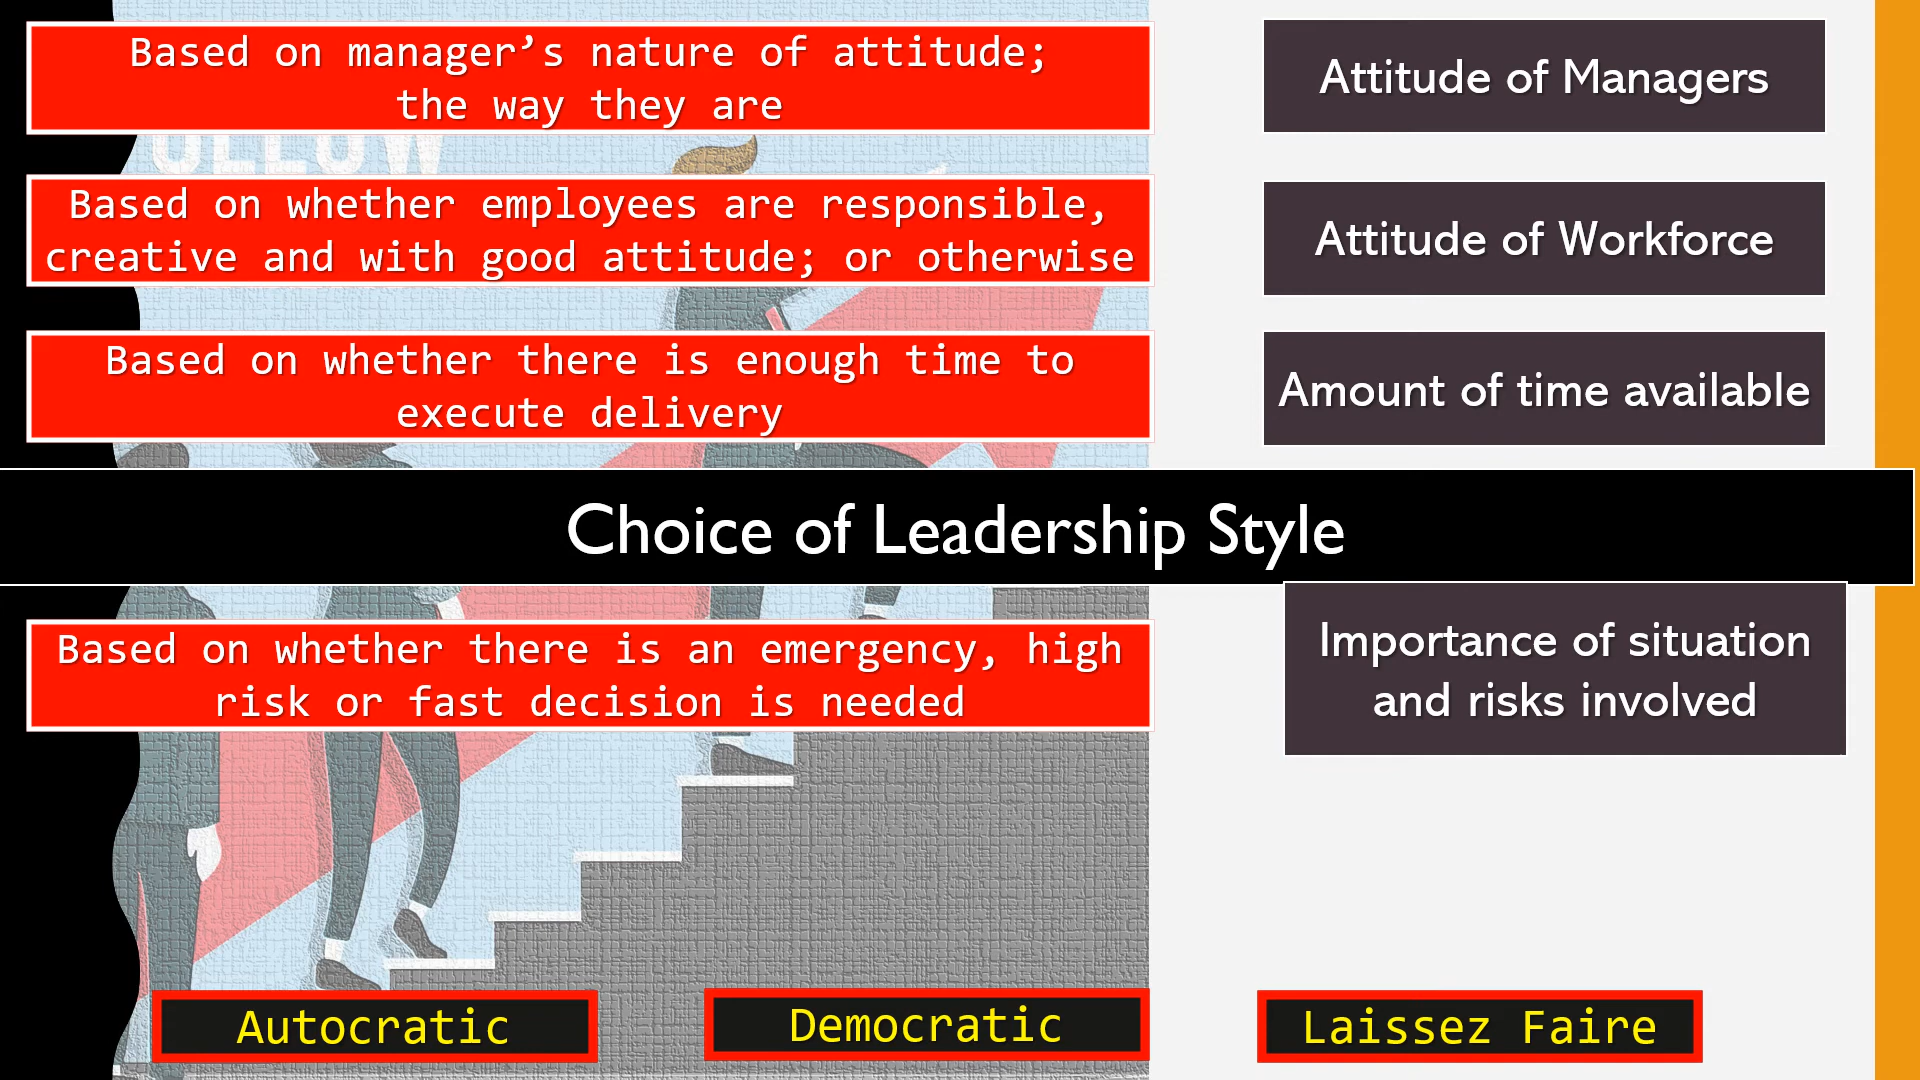 Based on manager’s nature of attitude;
the way they are
Attitude of Managers
Based on whether employees are responsible,
creative and with good attitude; or otherwise
Attitude of Workforce
Based on whether there is enough time to
execute delivery
Amount of time available
Choice of Leadership Style
Based on whether there is an emergency, high
risk or fast decision is needed
Importance of situation
and risks involved
Autocratic
Democratic
Laissez Faire